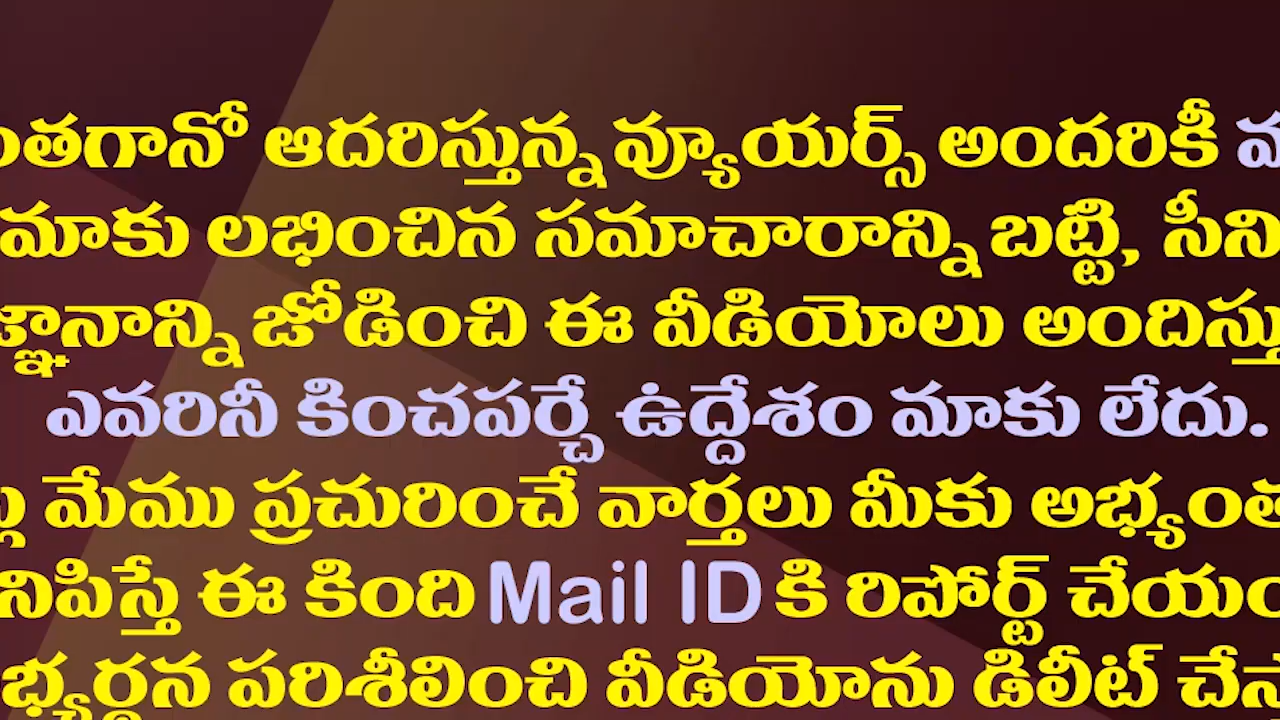 ఆదరిస్తున్న వ్యూయర్స్ అందరికీ
మాకు లభించిన సమాచారాన్ని బట్టి,
జోడించి ఈ వీడియోలు
ఎవరినీ కించపర్చే ఉద్దేశం మాకు లేదు.
మేము ప్రచురించే వార్తలు మీకు
ఈ కింది Mail ID కి రిపోర్ట్
పరిశీలించి వీడియోను డిలీట్